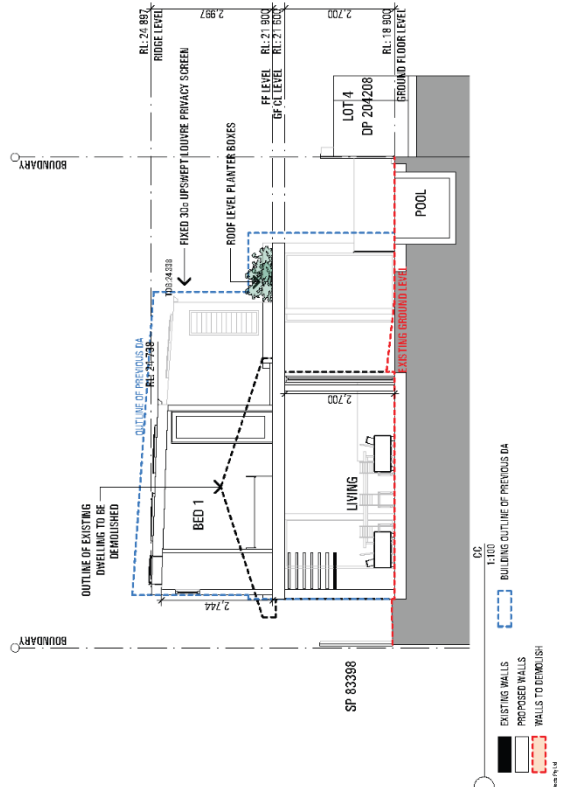 RL: 24 897
RIDGE LEVEL
2,997
RL: 21 900
FF LEVEL
RL: 21 600
GF CL LEVEL
2,700
RL: 18 900
GROUND FLOOR LEVEL
BOUNDARY
FIXED 30o UPSWEPT LOUVRE PRIVACY SCREEN
ROOF LEVEL PLANTER BOXES
LOT 4
DP 204208
POOL
TOB:24338
RL: 24 738
OUTLINE OF PREVIOUS DA
EXISTING GROUND LEVEL
OUTLINE OF EXISTING
DWELLING TO BE
DEMOLISHED
BED 1
2,700
LIVING
2,744
BOUNDARY
SP 83398
CC
1:100
EXISTING WALLS
PROPOSED WALLS
WALLS TO DEMOLISH
BUILDING OUTLINE OF PREVIOUS DA